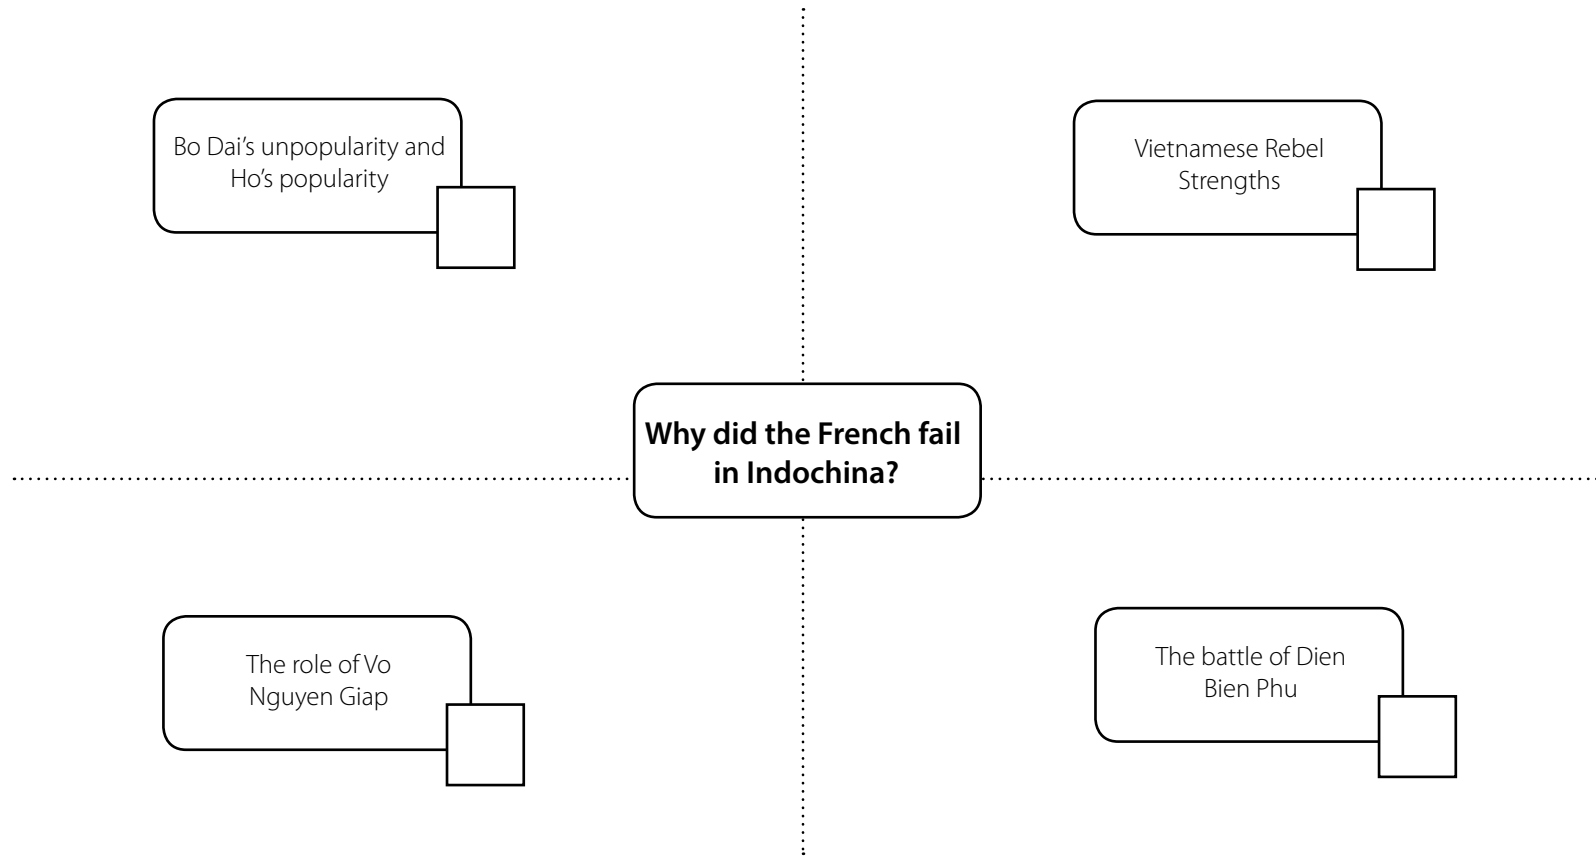 Bo Dai's unpopularity and
Ho's popularity
Vietnamese Rebel
Strengths
Why did the French fail
in Indochina?
The role of Vo
Nguyen Giap
The battle of Dien
Bien Phu